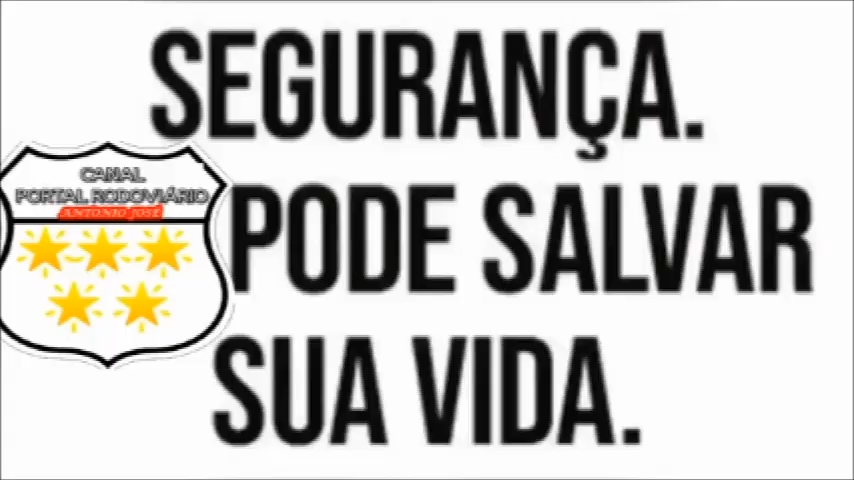 SEGURANÇA.
CANAL
PORTAL RODOVIÁRIO
ANTONIO JOSÉ
PODE SALVAR
SUA VIDA.